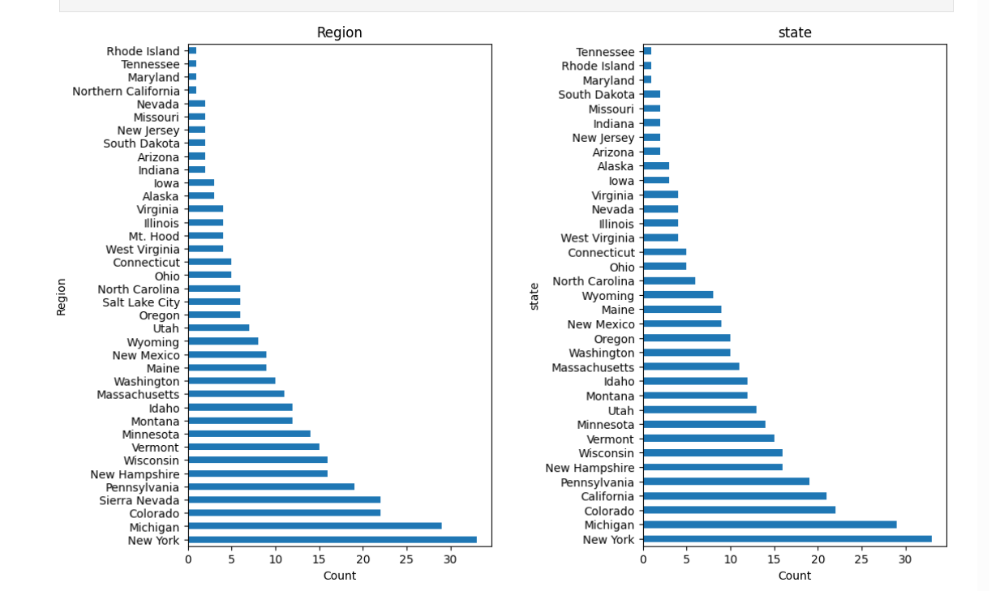 Region
Rhode Island
Tennessee
Maryland
Northern California
Nevada
Missouri
New Jersey
South Dakota
Arizona
Indiana
Iowa
Alaska
Virginia
Illinois
Mt. Hood
West Virginia
Connecticut
Ohio
North Carolina
Salt Lake City
Oregon
Utah
Wyoming
New Mexico
Maine
Washington
Massachusetts
Idaho
Montana
Minnesota
Vermont
Wisconsin
New Hampshire
Pennsylvania
Sierra Nevada
Colorado
Michigan
New York
Region
0 5 10 15 20 25 30
Count
state
Tennessee
Rhode Island
Maryland
South Dakota
Missouri
Indiana
New Jersey
Arizona
Alaska
Iowa
Virginia
Nevada
Illinois
West Virginia
Connecticut
Ohio
North Carolina
Wyoming
Maine
New Mexico
Oregon
Washington
Massachusetts
Idaho
Montana
Utah
Minnesota
Vermont
Wisconsin
New Hampshire
Pennsylvania
California
Colorado
Michigan
New York
state
0 5 10 15 20 25 30
Count